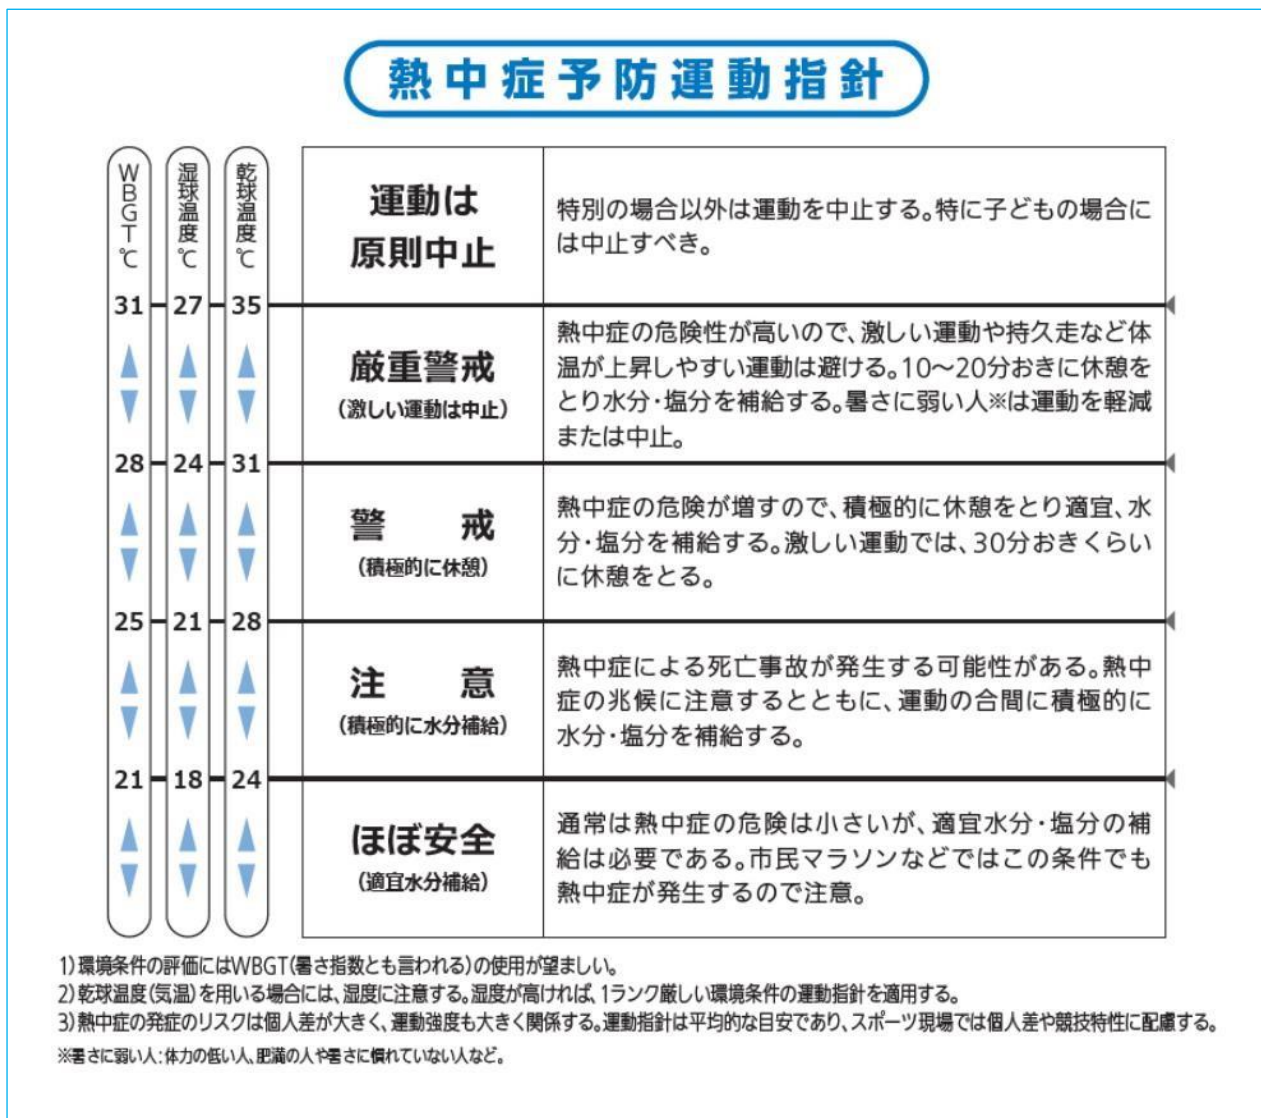 熱中症予防運動指針
WBGT℃
湿球温度℃
乾球温度℃
運動は
原則中止
特別の場合以外は運動を中止する。特に子どもの場合に
は中止すべき。
31 27 35
厳重警戒
(激しい運動は中止)
熱中症の危険性が高いので、激しい運動や持久走など体
温が上昇しやすい運動は避ける。10～20分おきに休憩を
とり水分・塩分を補給する。暑さに弱い人※は運動を軽減
または中止。
28 24 31
警 戒
(積極的に休憩)
熱中症の危険が増すので、積極的に休憩をとり適宜、水
分・塩分を補給する。激しい運動では、30分おきくらい
に休憩をとる。
25 21 28
注 意
(積極的に水分補給)
熱中症による死亡事故が発生する可能性がある。熱中
症の兆候に注意するとともに、運動の合間に積極的に
水分・塩分を補給する。
21 18 24
ほぼ安全
(適宜水分補給)
通常は熱中症の危険は小さいが、適宜水分・塩分の補
給は必要である。市民マラソンなどではこの条件でも
熱中症が発生するので注意。
1)環境条件の評価にはWBGT(暑さ指数とも言われる)の使用が望ましい。
2)乾球温度(気温)を用いる場合には、湿度に注意する。湿度が高ければ、1ランク厳しい環境条件の運動指針を適用する。
3)熱中症の発症のリスクは個人差が大きく、運動強度も大きく関係する。運動指針は平均的な目安であり、スポーツ現場では個人差や競技特性に配慮する。
※暑さに弱い人:体力の低い人、肥満の人や暑さに慣れていない人など。